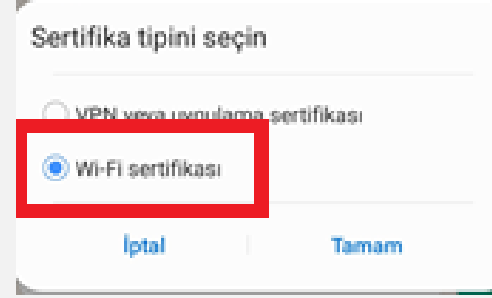 Sertifika tipini seçin
VPN veya uygulama sertifikası
Wi-Fi sertifikası
İptal
Tamam